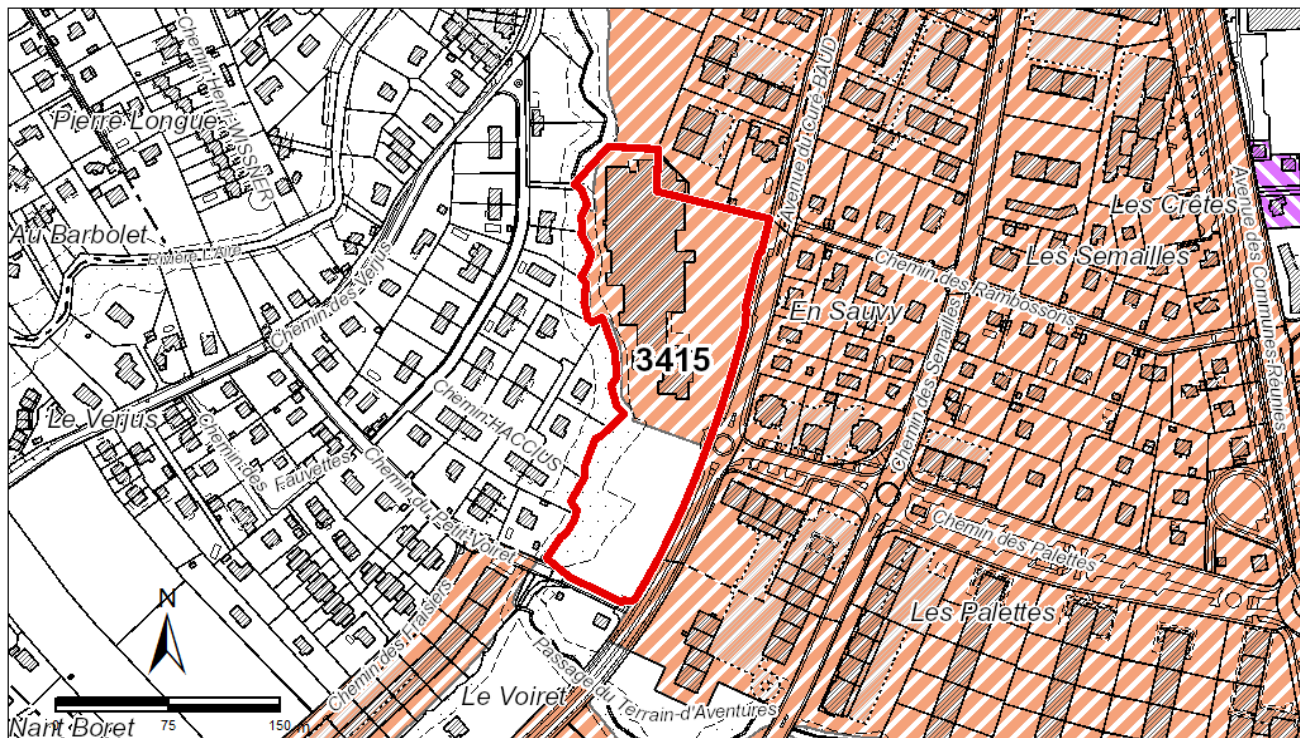 Chemin Henri-WISSNER
Pierre Longue
Au Barbolet
Rivière L'Aire
Chemin des Verjus
Le Verjus
Chemin des
Fauvettes
Chemin HACCIUS
Chemin du Petit-Voiret
Chemin des Fraisiers
N
75
150 m
Nant Boret
Le Voiret
Passage du Terrain-d'Aventures
3415
Avenue du Curé-BAUD
En Sauvy
Chemin des Rambossons
Chemin des Semailles
Les Semailles
Les Crêtes
Avenue des Communes-Réunies
Chemin des Palettes
Les Palettes